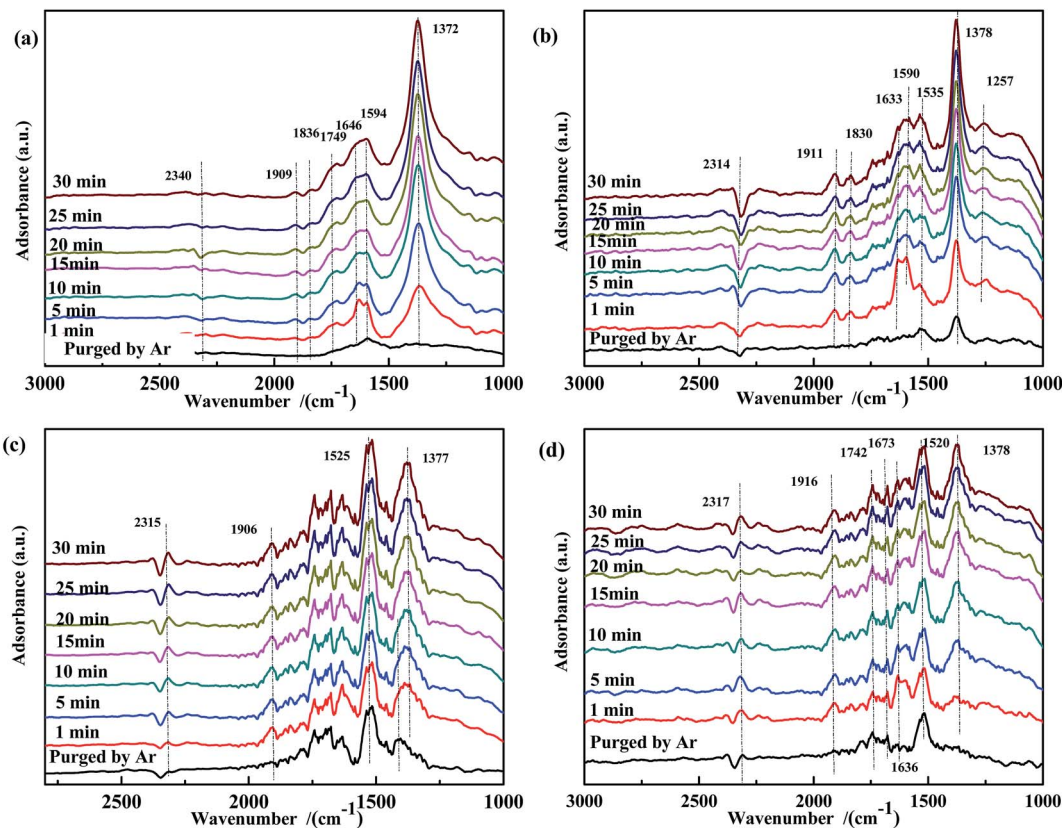 (a)
1372
1594
1646
1749
1836
1909
2340
30 min
25 min
20 min
15min
10 min
5 min
1 min
Purged by Ar
Adsorbance (a.u.)
3000 2500 2000 1500 1000
Wavenumber /(cm-1)
(b)
1378
1590
1535
1257
1633
1830
1911
2314
30 min
25 min
20 min
15min
10 min
5 min
1 min
Purged by Ar
Adsorbance (a.u.)
3000 2500 2000 1500 1000
Wavenumber /(cm-1)
(c)
1525
1377
2315
1906
30 min
25 min
20 min
15min
10 min
5 min
1 min
Purged by Ar
Adsorbance (a.u.)
2500 2000 1500 1000
Wavenumber /(cm-1)
(d)
1673
1520
1742
1378
1916
2317
30 min
25 min
20 min
15min
10 min
5 min
1 min
Purged by Ar
1636
Adsorbance (a.u.)
3000 2500 2000 1500 1000
Wavenumber /(cm-1)